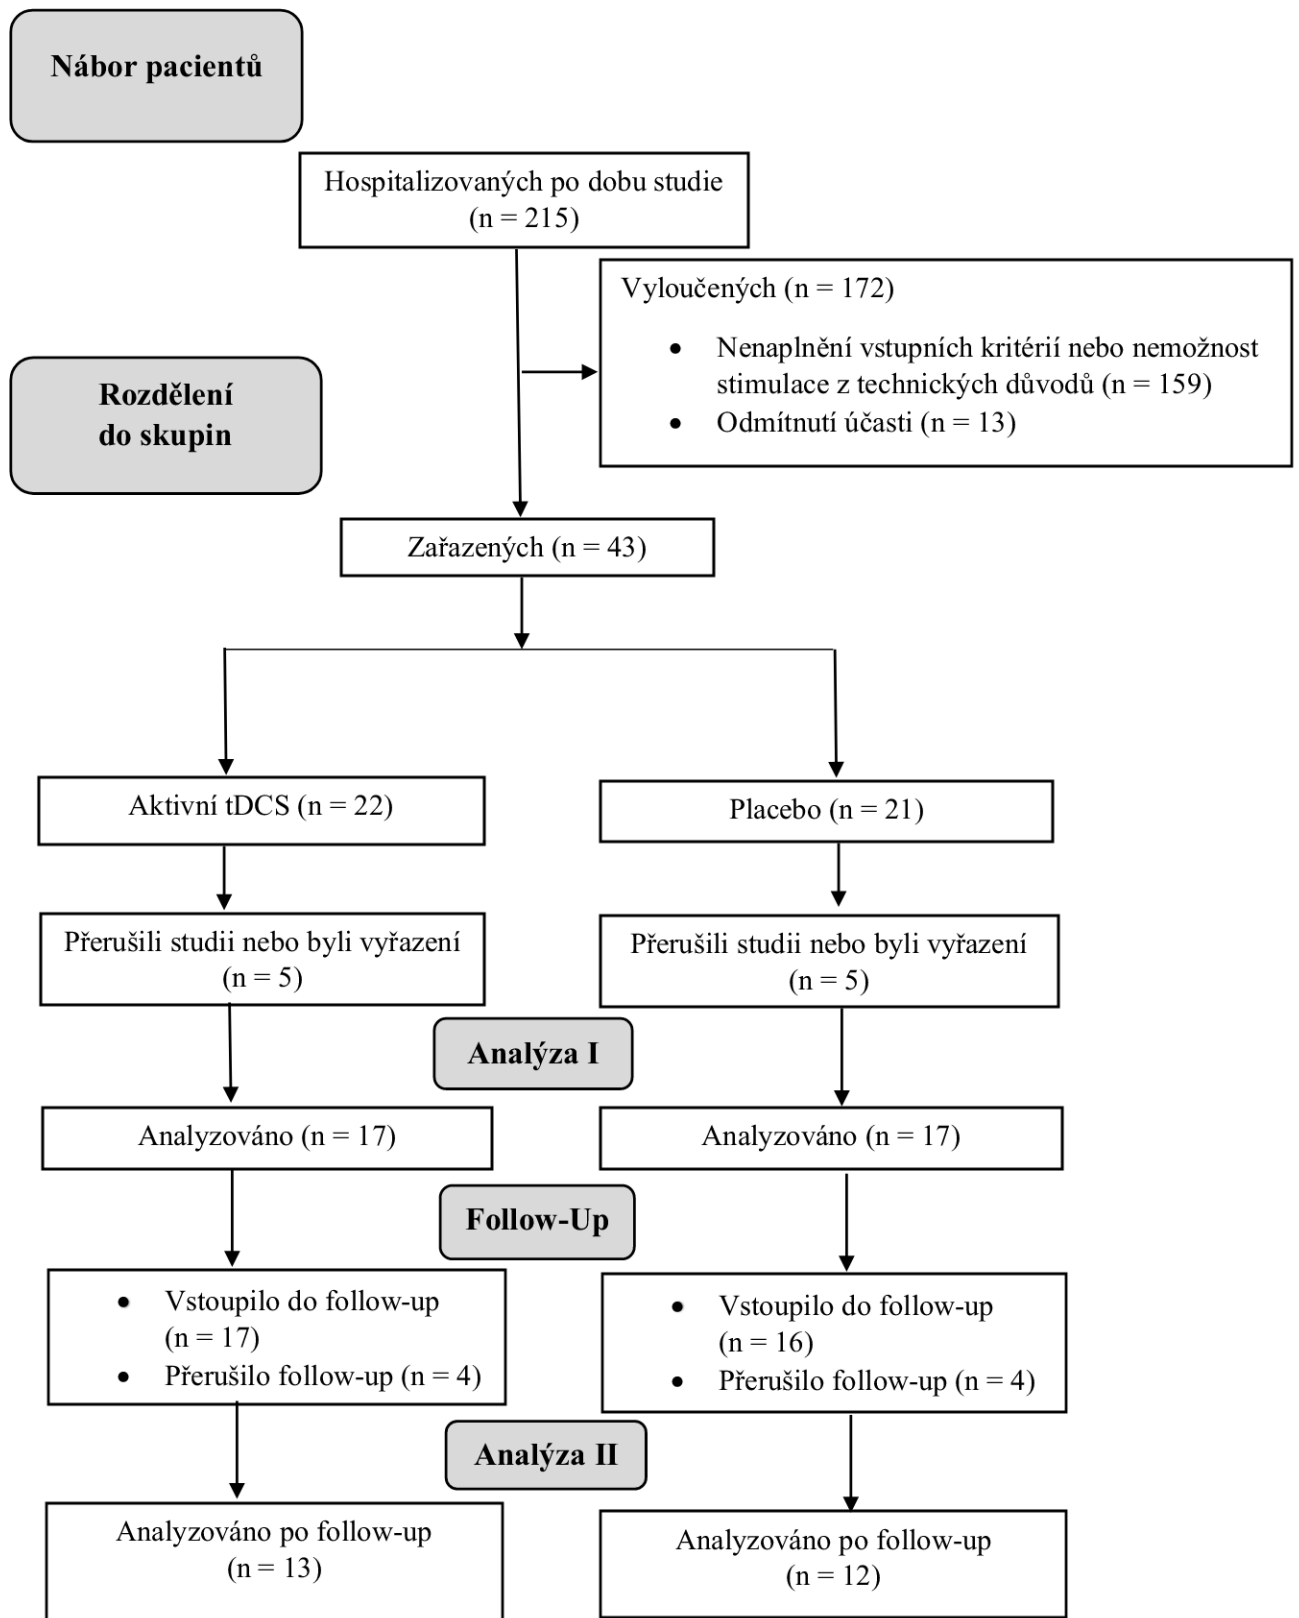 Nábor pacientů
Hospitalizovaných po dobu studie
(n = 215)
Vyloučených (n = 172)
• Nenaplnění vstupních kritérií nebo nemožnost
stimulace z technických důvodů (n = 159)
• Odmítnutí účasti (n = 13)
Rozdělení
do skupin
Zařazených (n = 43)
Aktivní tDCS (n = 22)
Placebo (n = 21)
Přerušili studii nebo byli vyřazení
(n = 5)
Přerušili studii nebo byli vyřazení
(n = 5)
Analýza I
Analyzováno (n = 17)
Analyzováno (n = 17)
Follow-Up
• Vstoupilo do follow-up
(n = 17)
• Přerušilo follow-up (n = 4)
• Vstoupilo do follow-up
(n = 16)
• Přerušilo follow-up (n = 4)
Analýza II
Analyzováno po follow-up
(n = 13)
Analyzováno po follow-up
(n = 12)